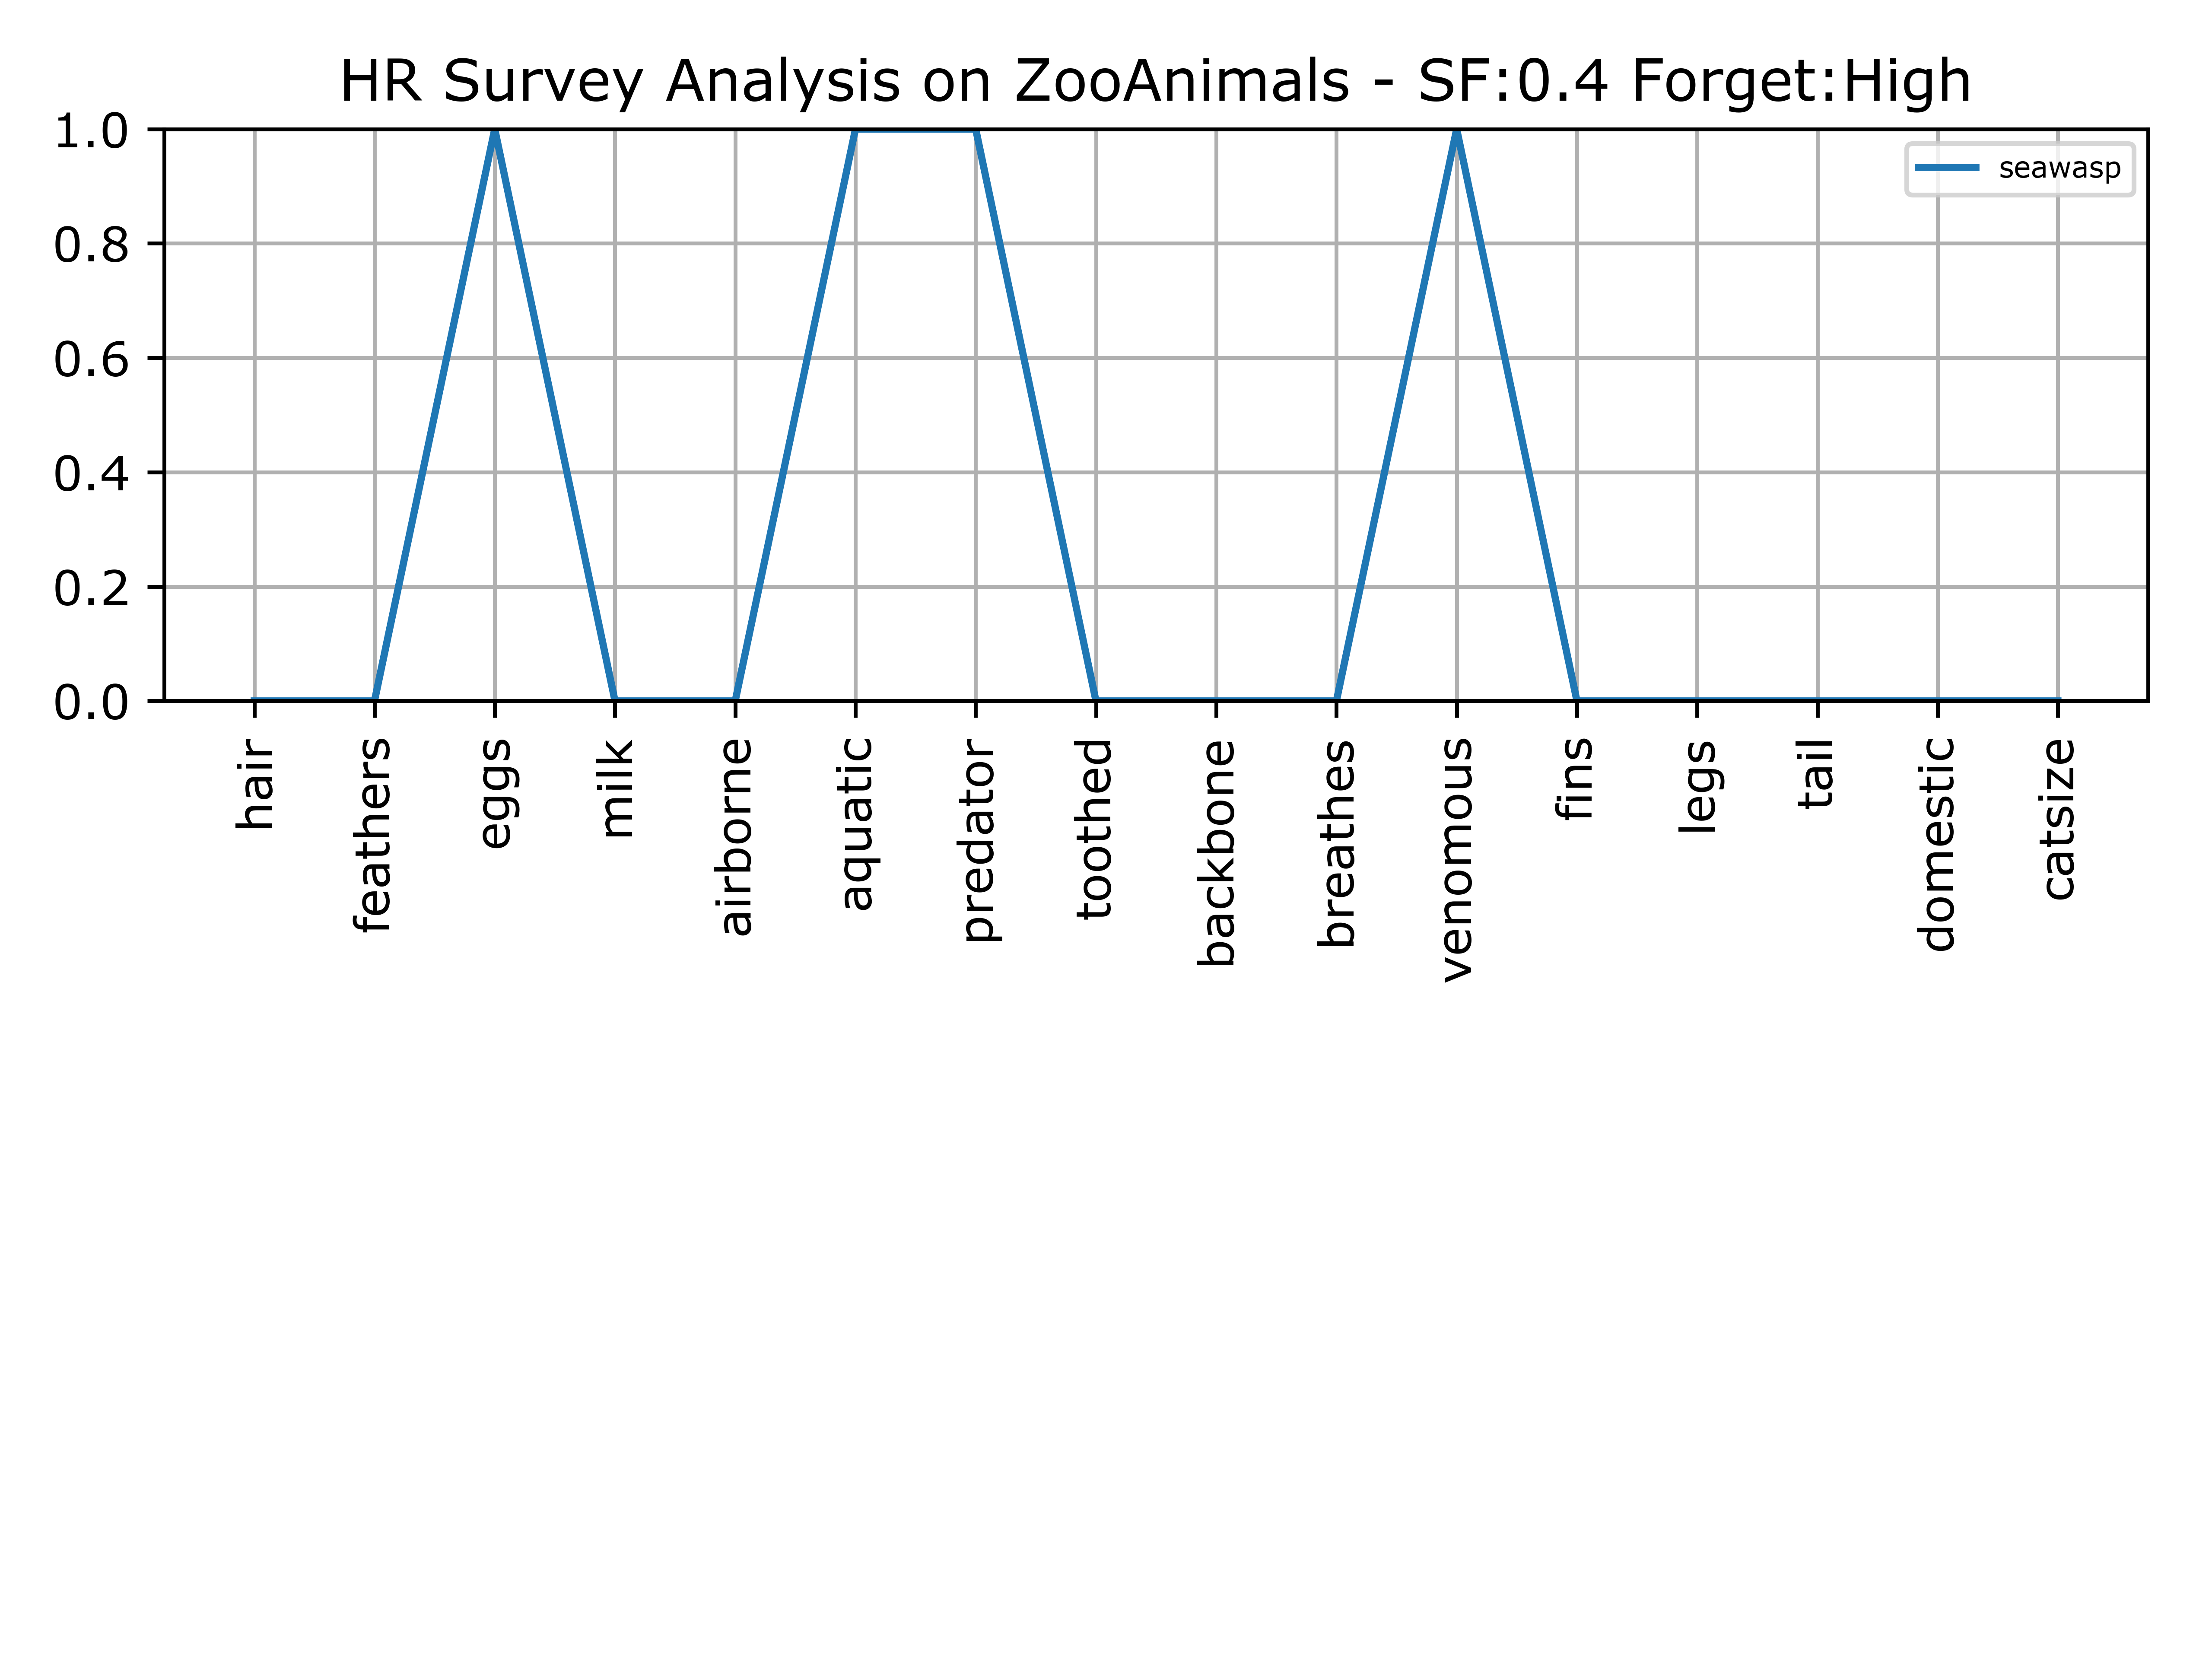 HR Survey Analysis on ZooAnimals - SF:0.4 Forget:High
seawasp
1.0
0.8
0.6
0.4
0.2
0.0
hair
feathers
eggs
milk
airborne
aquatic
predator
toothed
backbone
breathes
venomous
fins
legs
tail
domestic
catsize